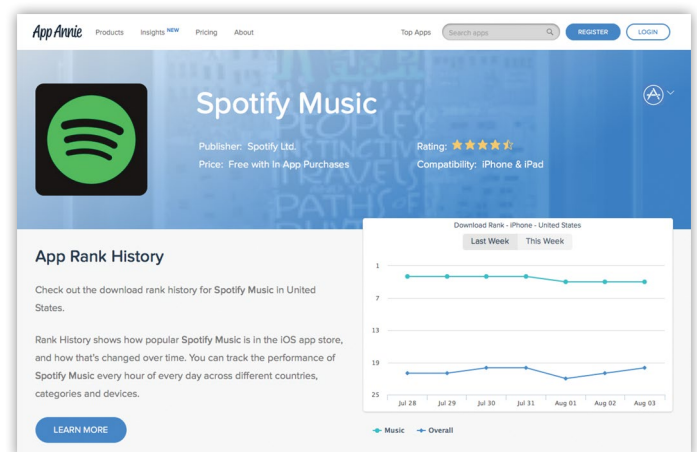 App Annie
Products
Insights NEW
Pricing
About
Top Apps
Search apps
REGISTER
LOGIN
Spotify Music
Publisher: Spotify Ltd.
Rating:
Price: Free with In App Purchases
Compatibility: iPhone & iPad
PEOPLE
DISTINCTIVE
TRAVELS
PATHS OF
App Rank History
Check out the download rank history for Spotify Music in United
States.
Rank History shows how popular Spotify Music is in the iOS app store,
and how that's changed over time. You can track the performance of
Spotify Music every hour of every day across different countries,
categories and devices.
LEARN MORE
Download Rank - iPhone - United States
Last Week
This Week
1
7
13
19
25
Jul 28
Jul 29
Jul 30
Jul 31
Aug 01
Aug 02
Aug 03
Music
Overall